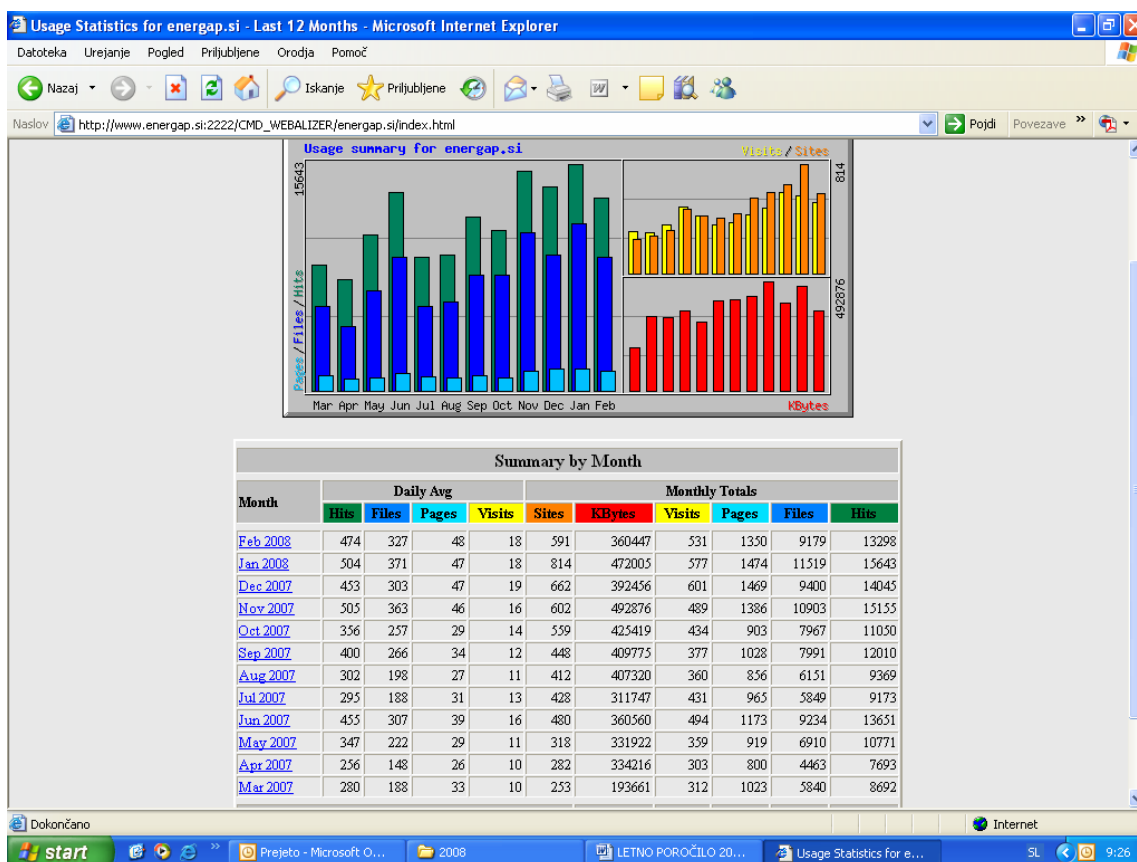 Usage Statistics for energap.si - Last 12 Months - Microsoft Internet Explorer
Datoteka Urejanje Pogled Priljubljene Orodja Pomoč
Nazaj Iskanje Priljubljene
Naslov http://www.energap.si:2222/CMD_WEBALIZER/energap.si/index.html Pojdi Povezave »
Usage summary for energap.si Visits / Sites
15643
814
Pages / Files / Hits
492876
Mar Apr May Jun Jul Aug Sep Oct Nov Dec Jan Feb KBytes
Summary by Month
Month Daily Avg Monthly Totals
Hits Files Pages Visits Sites KBytes Visits Pages Files Hits
Feb 2008 474 327 48 18 591 360447 531 1350 9179 13298
Jan 2008 504 371 47 18 814 472005 577 1474 11519 15643
Dec 2007 453 303 47 19 662 392456 601 1469 9400 14045
Nov 2007 505 363 46 16 602 492876 489 1386 10903 15155
Oct 2007 356 257 29 14 559 425419 434 903 7967 11050
Sep 2007 400 266 34 12 448 409775 377 1028 7991 12010
Aug 2007 302 198 27 11 412 407320 360 856 6151 9369
Jul 2007 295 188 31 13 428 311747 431 965 5849 9173
Jun 2007 455 307 39 16 480 360560 494 1173 9234 13651
May 2007 347 222 29 11 318 331922 359 919 6910 10771
Apr 2007 256 148 26 10 282 334216 303 800 4463 7693
Mar 2007 280 188 33 10 253 193661 312 1023 5840 8692
Dokončano Internet
start » Prejeto - Microsoft O... 2008 LETNO POROČILO 20... Usage Statistics for e... SL 9:26